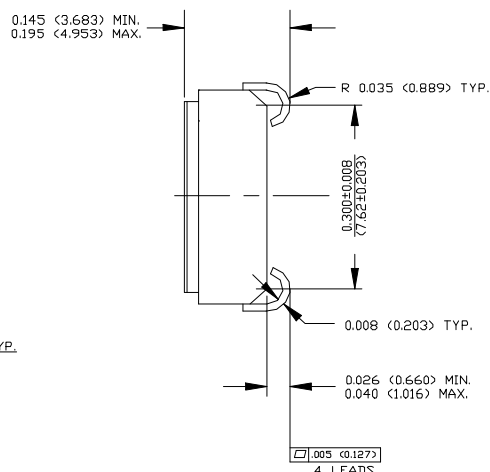 0.145 (3.683) MIN.
0.195 (4.953) MAX.
R 0.035 (0.889) TYP.
0.300±0.008
(7.62±0.203)
0.008 (0.203) TYP.
YP.
0.026 (0.660) MIN.
0.040 (1.016) MAX.
.005 (0.127)
4 LEADS